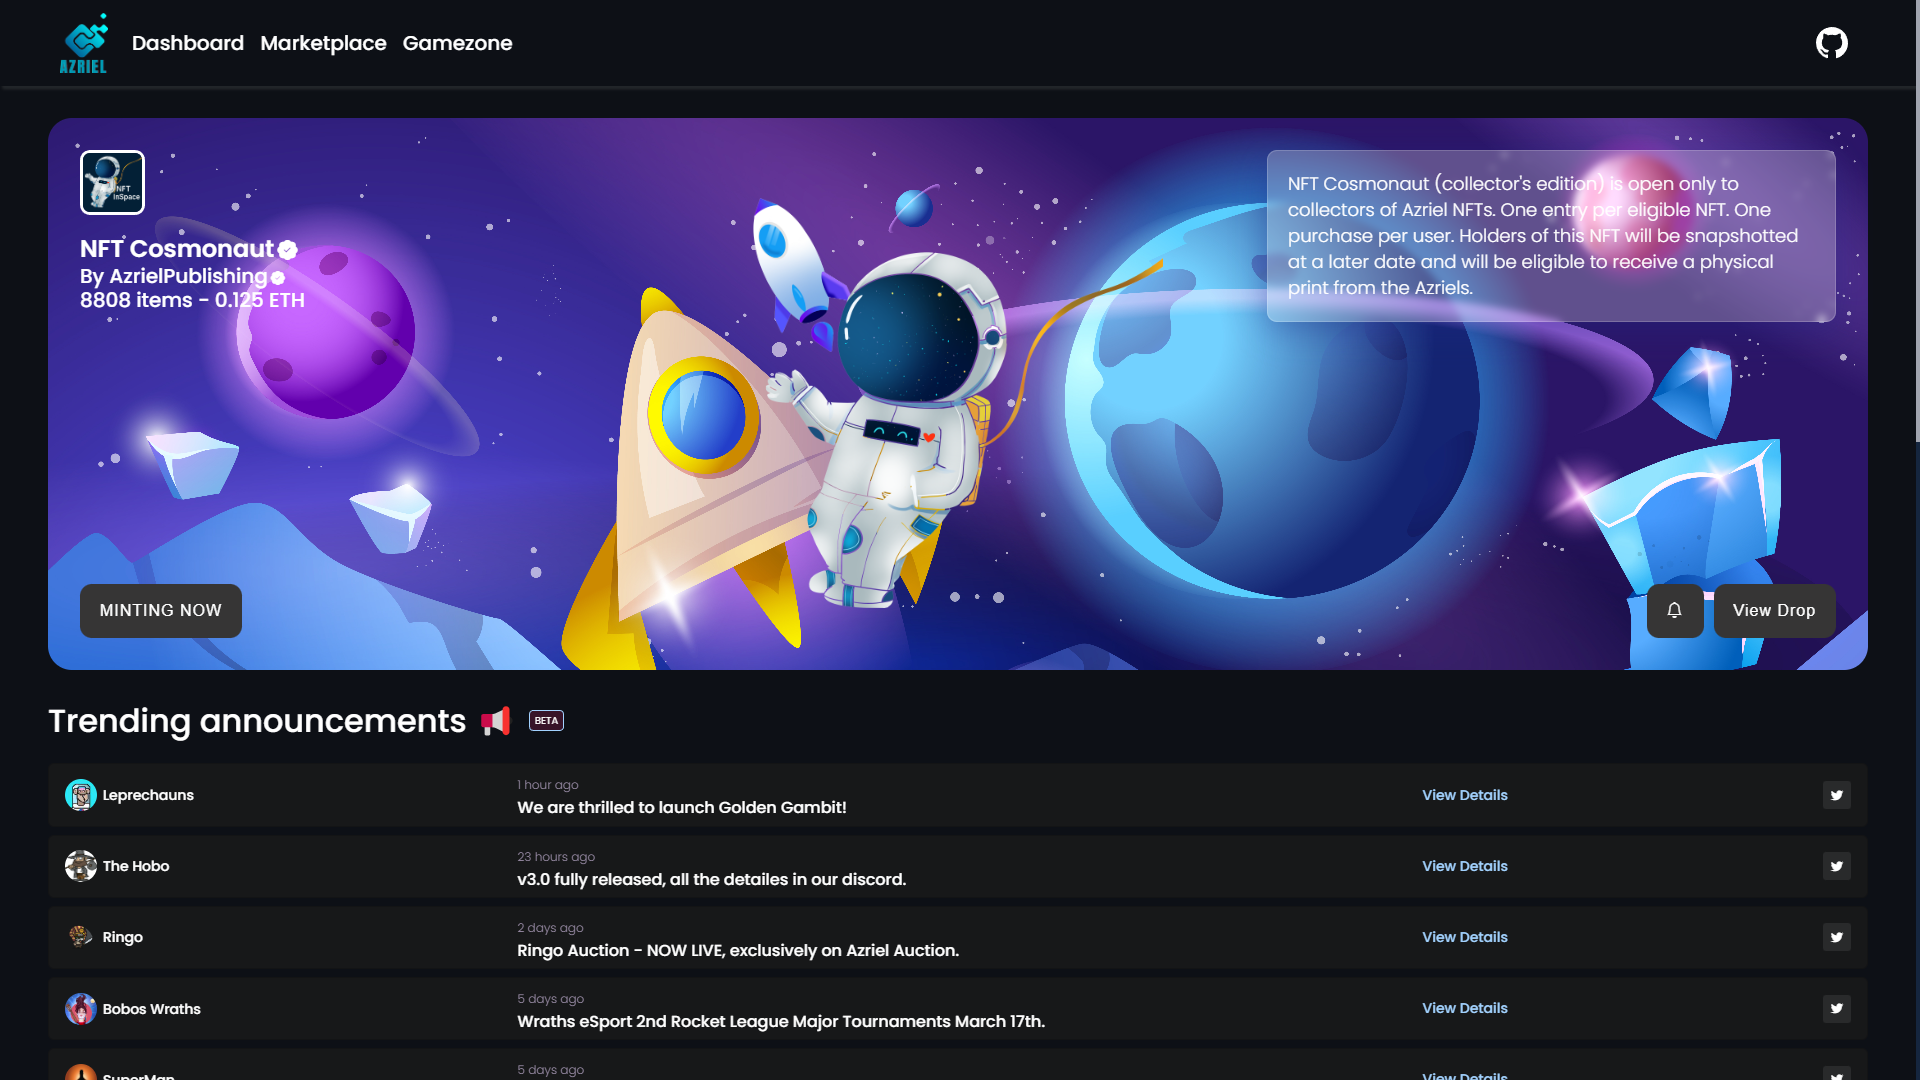 AZRIEL
Dashboard Marketplace Gamezone
NFT
InSpace
NFT Cosmonaut
By AzrielPublishing
8808 items - 0.125 ETH
NFT Cosmonaut (collector's edition) is open only to
collectors of Azriel NFTs. One entry per eligible NFT. One
purchase per user. Holders of this NFT will be snapshotted
at a later date and will be eligible to receive a physical
print from the Azriels.
MINTING NOW
View Drop
Trending announcements BETA
Leprechauns
1 hour ago
We are thrilled to launch Golden Gambit!
View Details
The Hobo
23 hours ago
v3.0 fully released, all the detailes in our discord.
View Details
Ringo
2 days ago
Ringo Auction - NOW LIVE, exclusively on Azriel Auction.
View Details
Bobos Wraths
5 days ago
Wraths eSport 2nd Rocket League Major Tournaments March 17th.
View Details
SuperMan
5 days ago
View Details